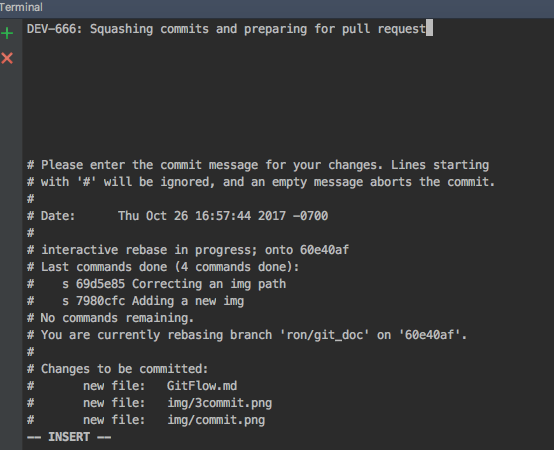 Terminal
DEV-666: Squashing commits and preparing for pull request
# Please enter the commit message for your changes. Lines starting
# with '#' will be ignored, and an empty message aborts the commit.
#
# Date:      Thu Oct 26 16:57:44 2017 -0700
#
# interactive rebase in progress; onto 60e40af
# Last commands done (4 commands done):
#    s 69d5e85 Correcting an img path
#    s 7980cfc Adding a new img
# No commands remaining.
# You are currently rebasing branch 'ron/git_doc' on '60e40af'.
#
# Changes to be committed:
#       new file:   GitFlow.md
#       new file:   img/3commit.png
#       new file:   img/commit.png
-- INSERT --